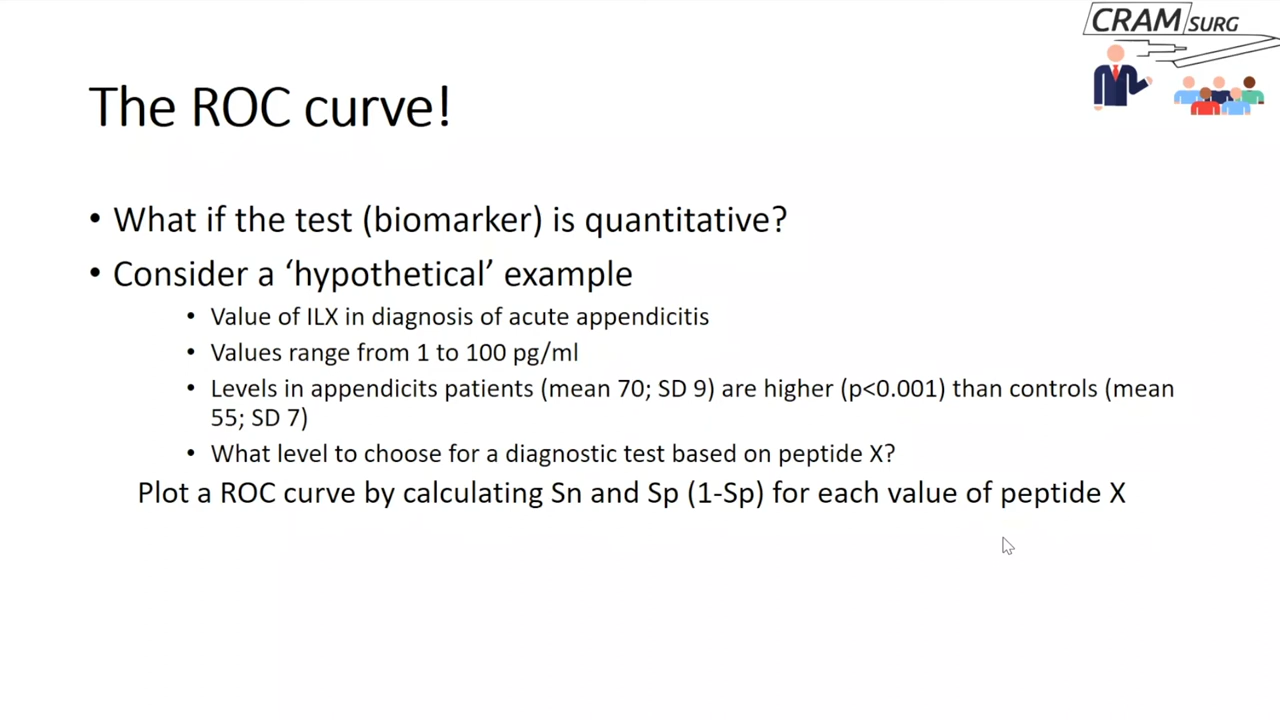 CRAM SURG
The ROC curve!
• What if the test (biomarker) is quantitative?
• Consider a ‘hypothetical’ example
• Value of ILX in diagnosis of acute appendicitis
• Values range from 1 to 100 pg/ml
• Levels in appendicits patients (mean 70; SD 9) are higher (p<0.001) than controls (mean
55; SD 7)
• What level to choose for a diagnostic test based on peptide X?
Plot a ROC curve by calculating Sn and Sp (1-Sp) for each value of peptide X